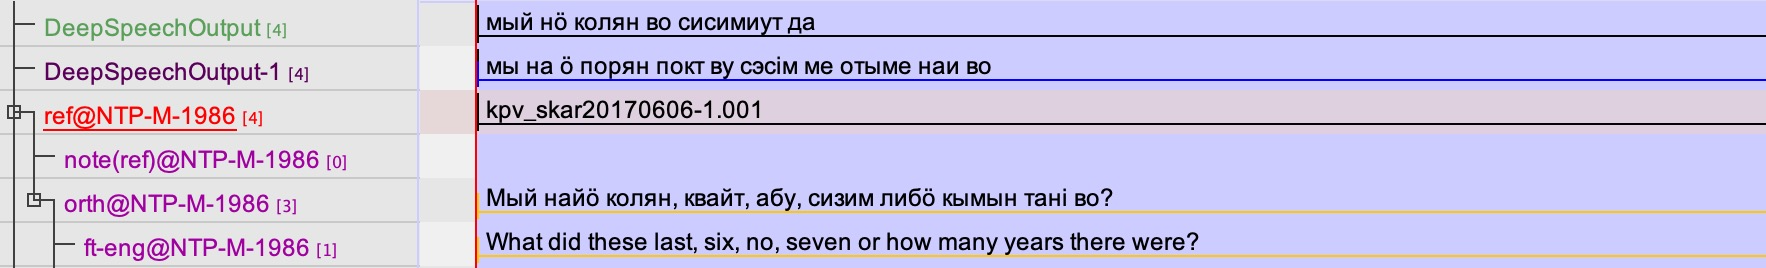 DeepSpeechOutput [4] мый нӧ колян во сисимиут да
DeepSpeechOutput-1 [4] мы на ӧ порян покт ву сэсім ме отыме наи во
ref@NTP-M-1986 [4] kpv_skar20170606-1.001
note(ref)@NTP-M-1986 [0]
orth@NTP-M-1986 [3] Мый найӧ колян, квайт, абу, сизим либӧ кымын тані во?
ft-eng@NTP-M-1986 [1] What did these last, six, no, seven or how many years there were?